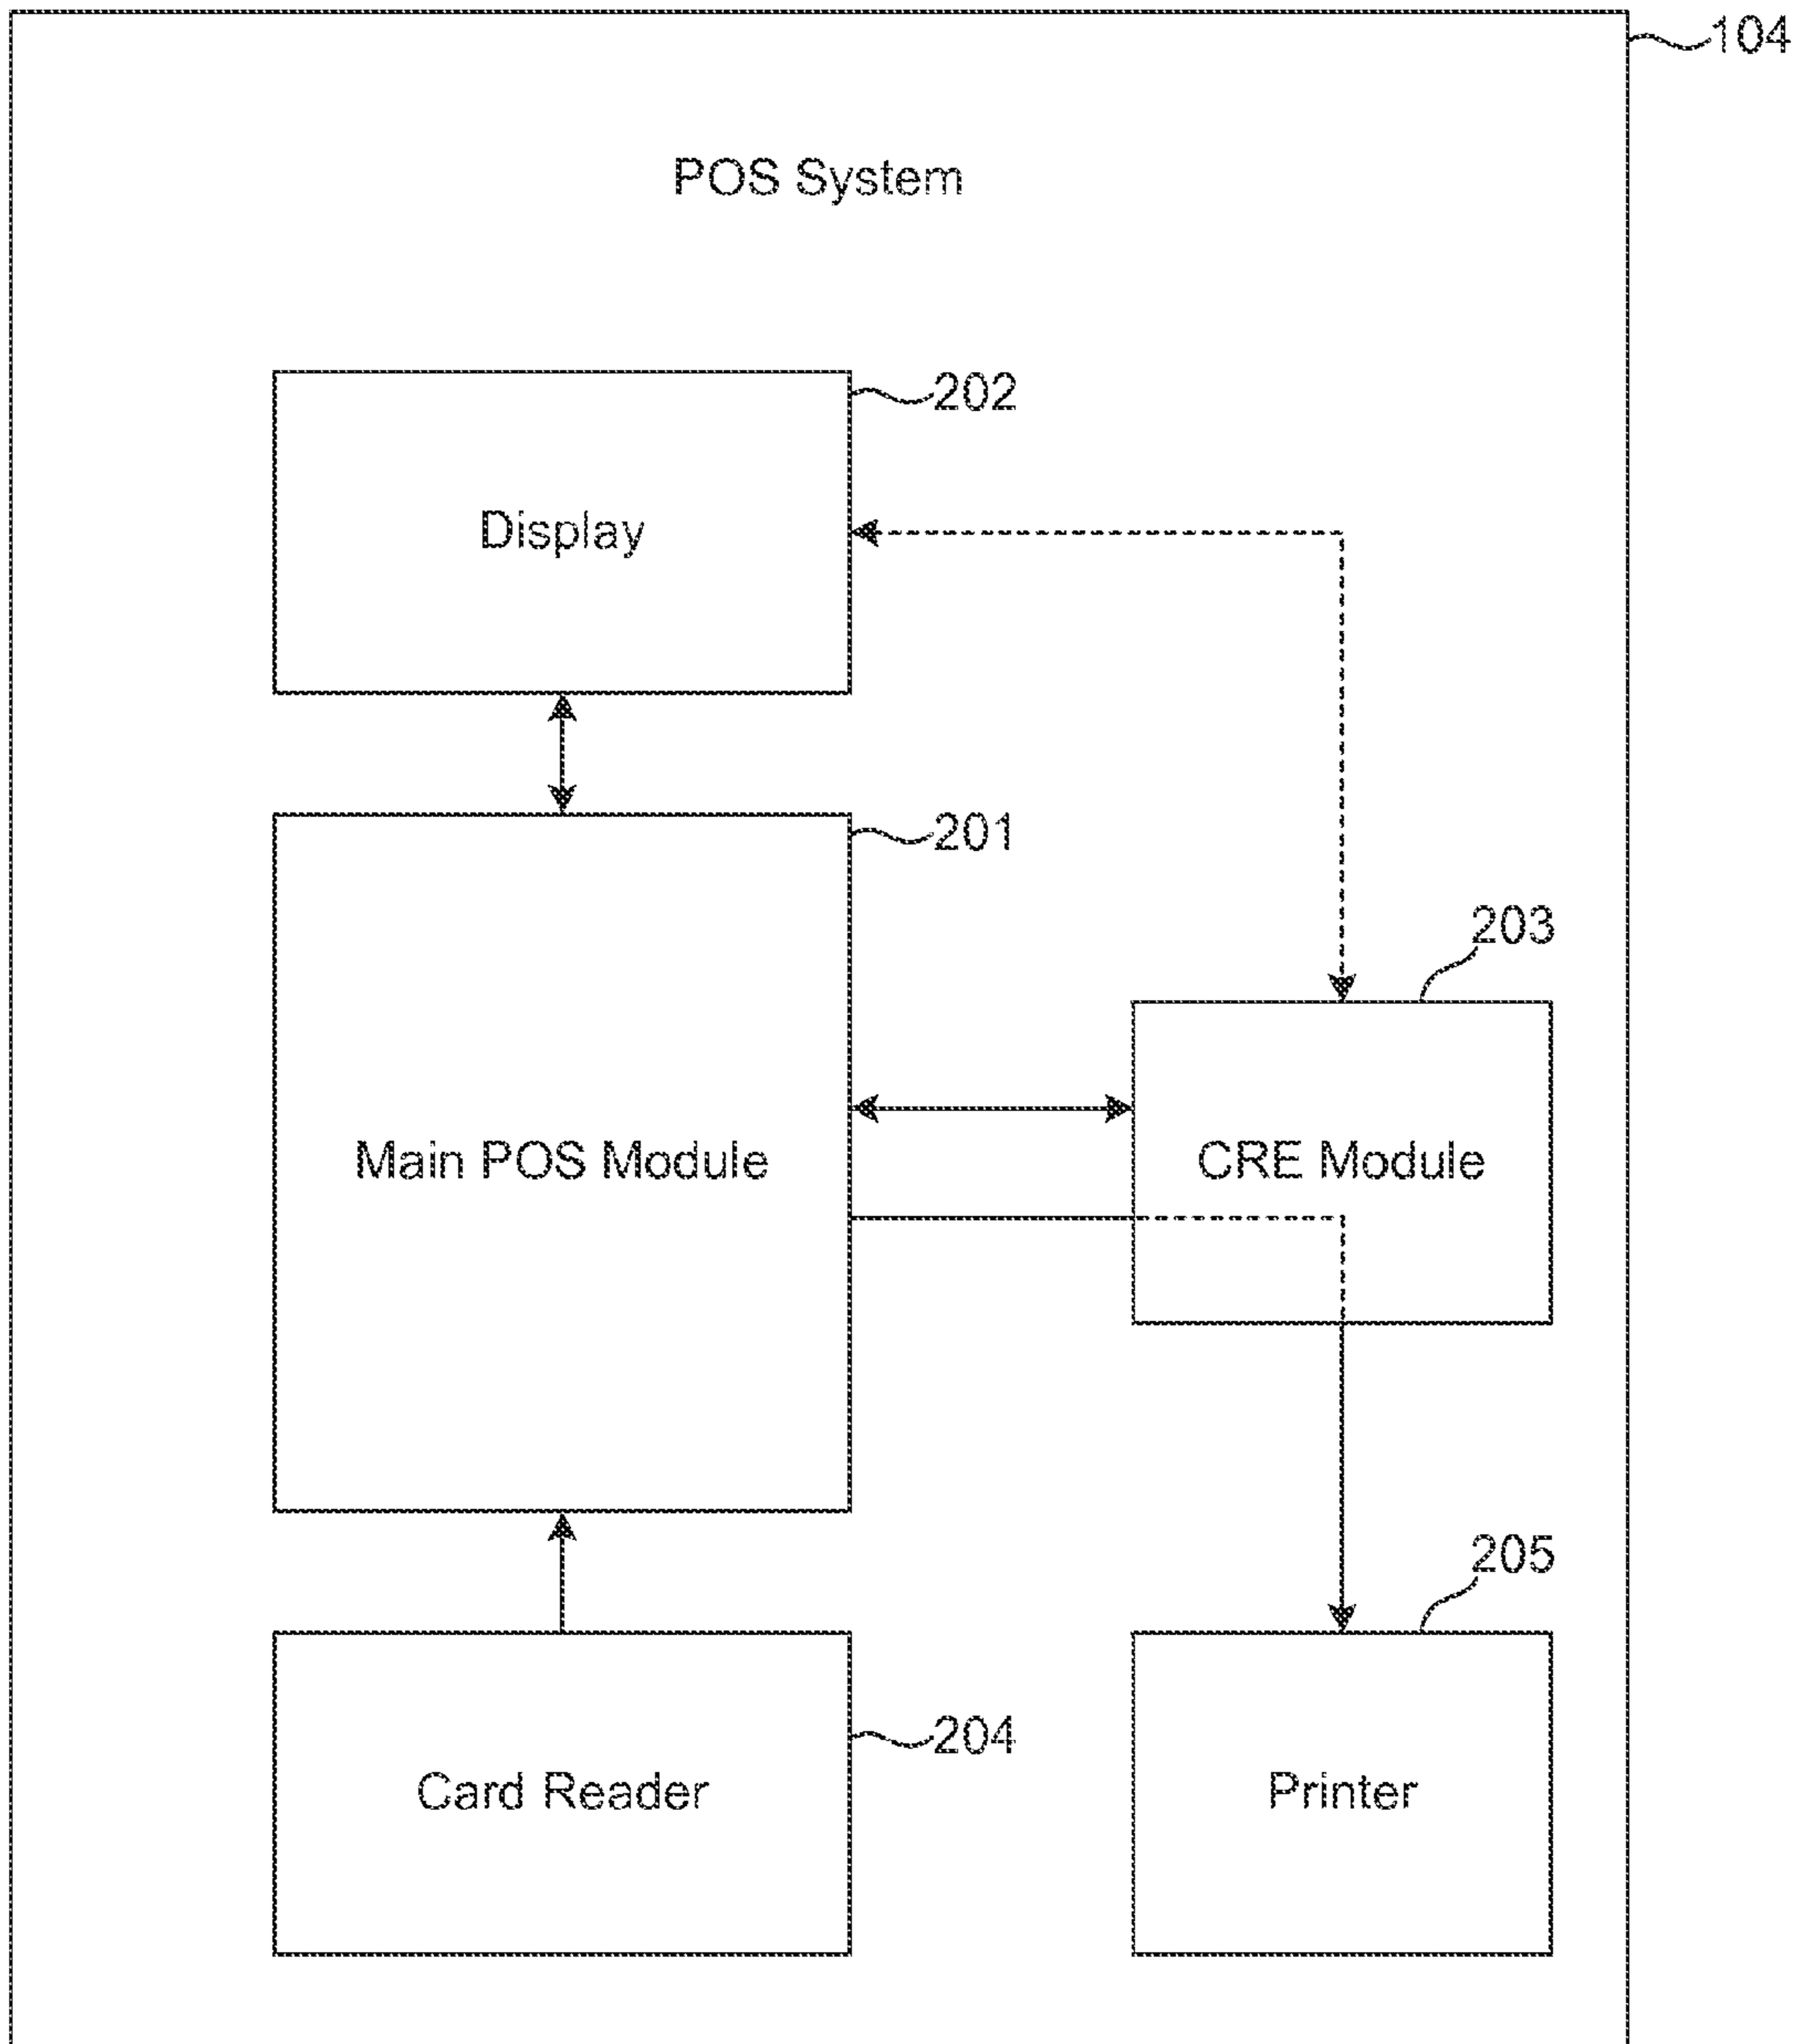 104
POS System
202
Display
201
203
Main POS Module
CRE Module
205
204
Card Reader
Printer